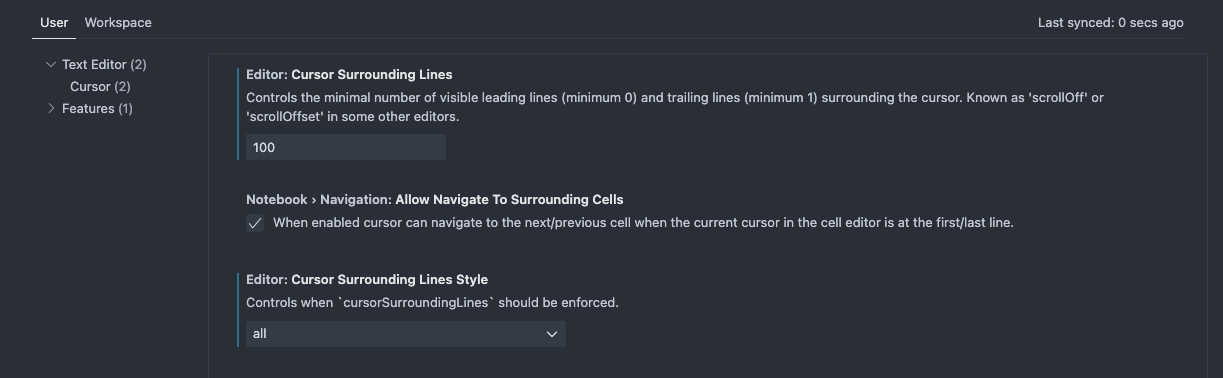 User Workspace Last synced: 0 secs ago
Text Editor (2)
Cursor (2)
Features (1)
Editor: Cursor Surrounding Lines
Controls the minimal number of visible leading lines (minimum 0) and trailing lines (minimum 1) surrounding the cursor. Known as 'scrollOff' or
'scrollOffset' in some other editors.
100
Notebook › Navigation: Allow Navigate To Surrounding Cells
When enabled cursor can navigate to the next/previous cell when the current cursor in the cell editor is at the first/last line.
Editor: Cursor Surrounding Lines Style
Controls when `cursorSurroundingLines` should be enforced.
all